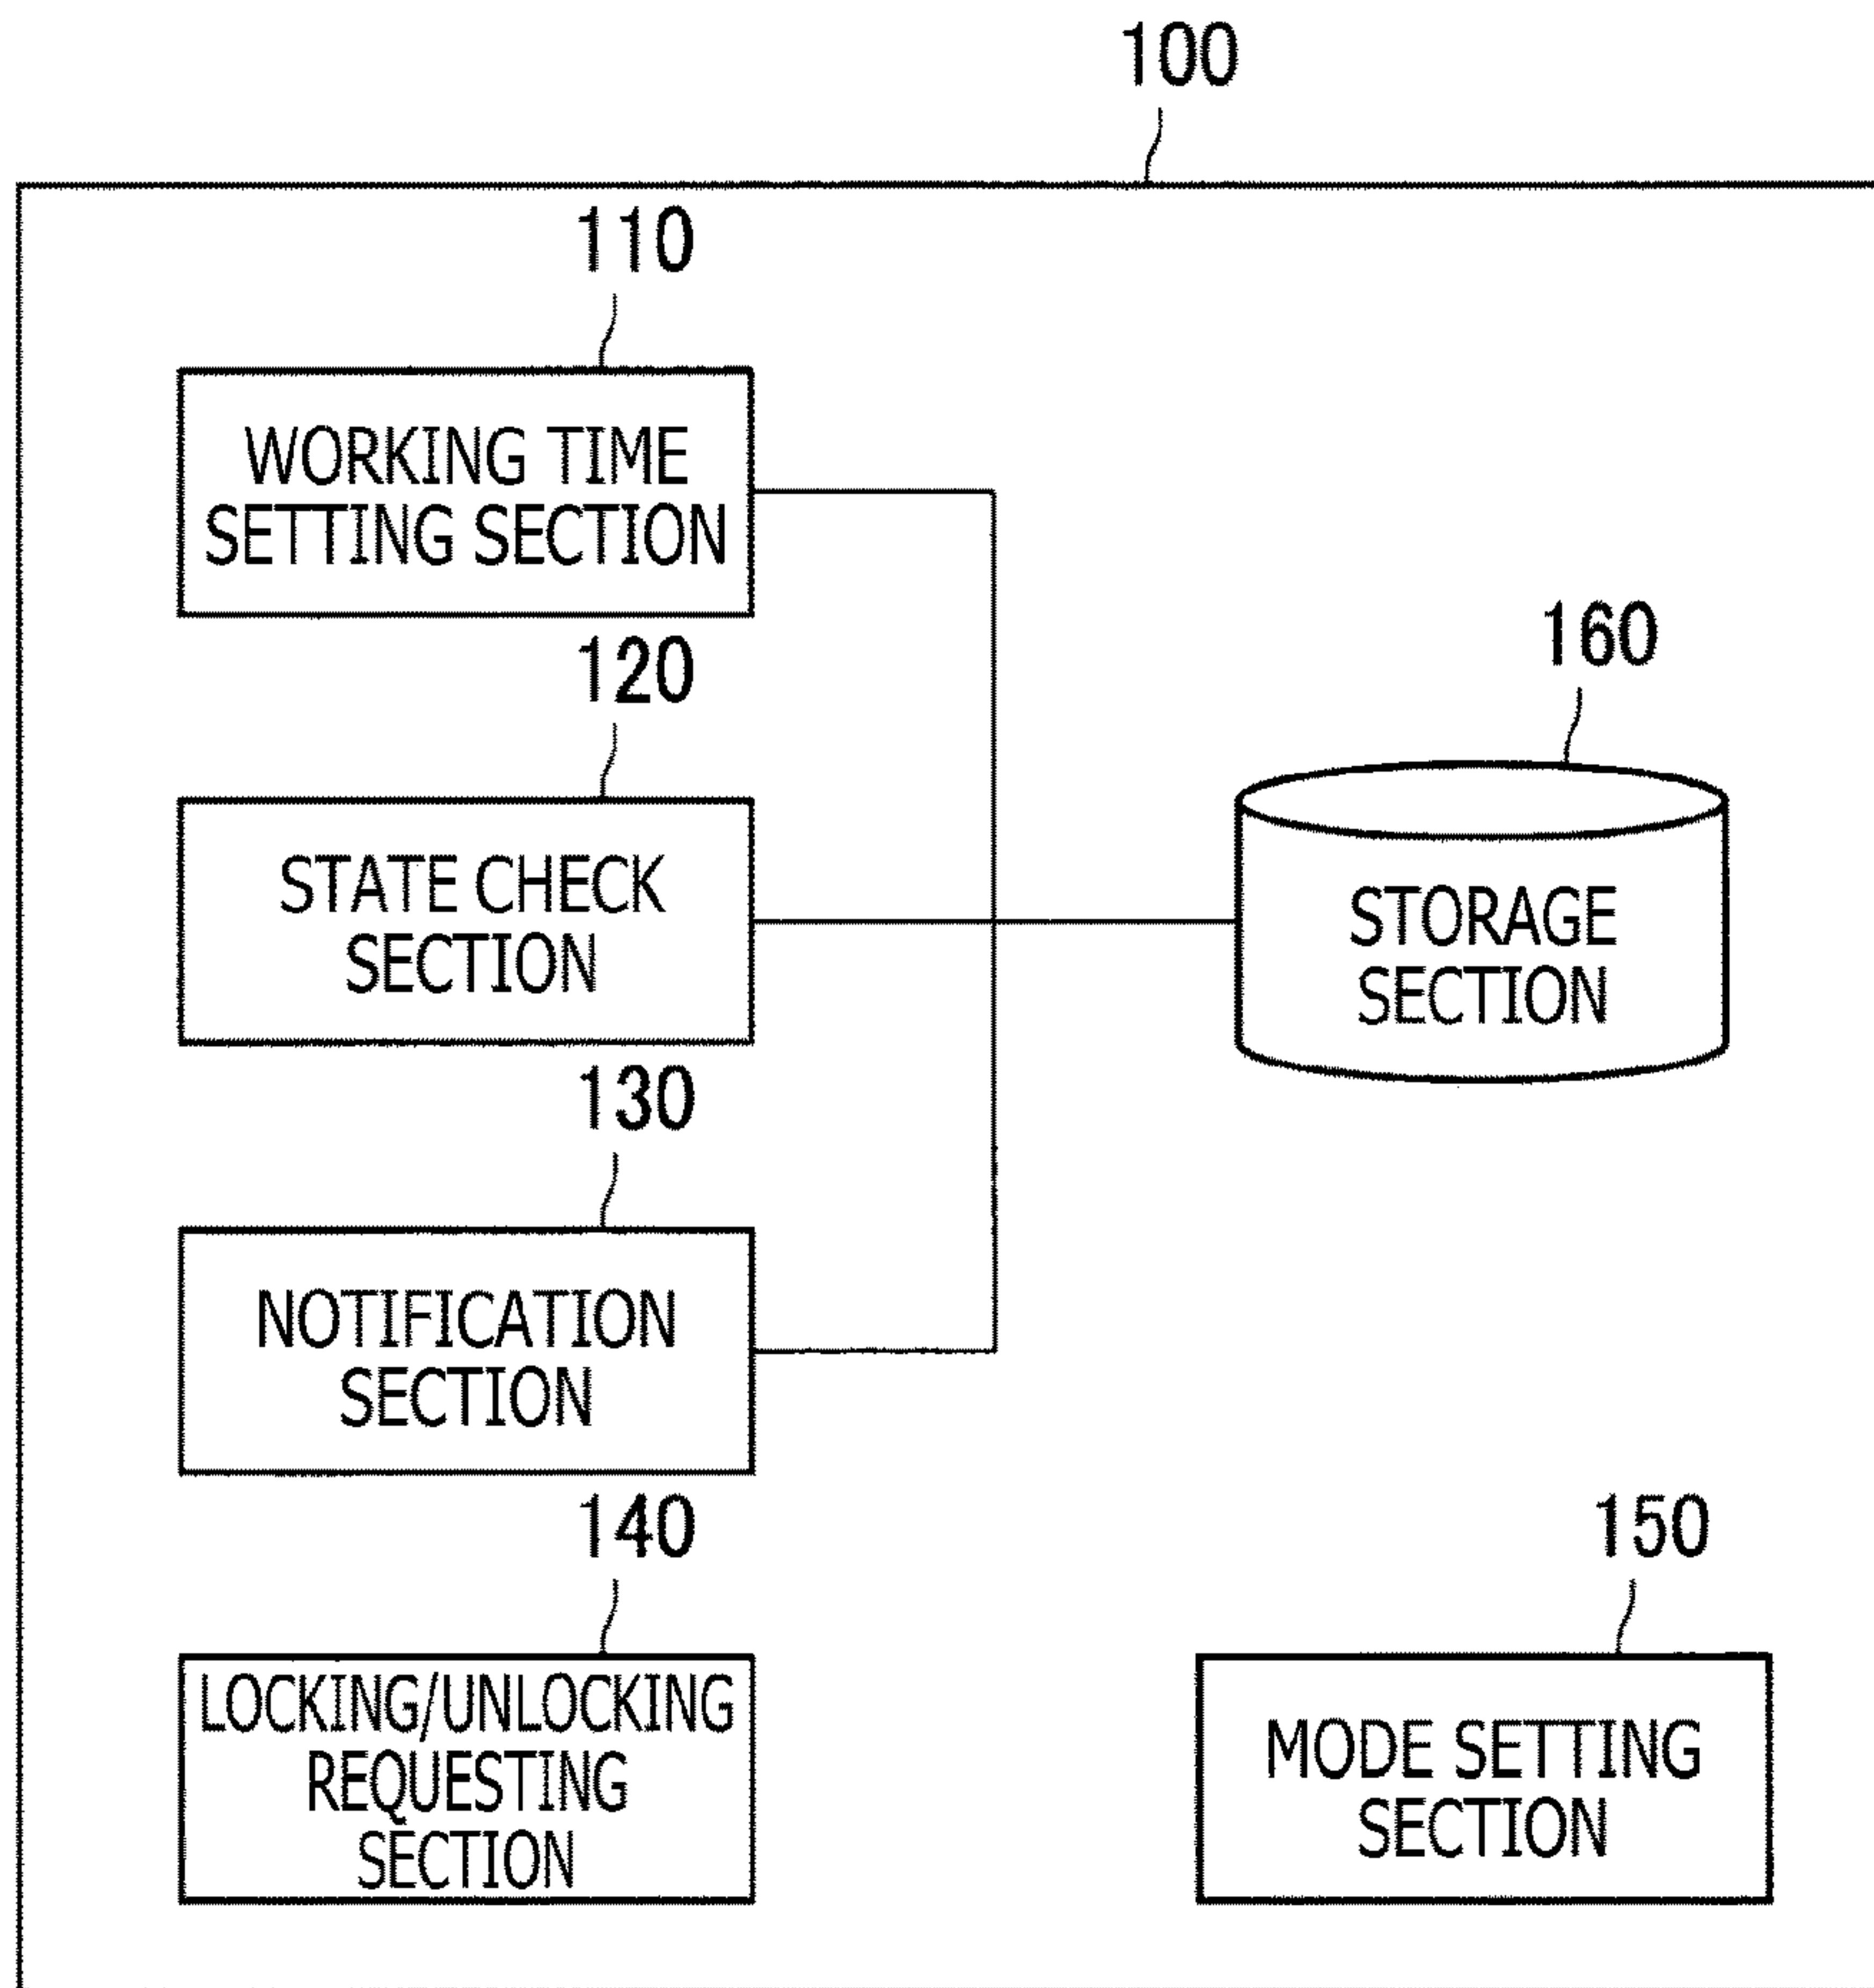 100
110
WORKING TIME
SETTING SECTION
120
STATE CHECK
SECTION
160
STORAGE
SECTION
130
NOTIFICATION
SECTION
140
LOCKING/UNLOCKING
REQUESTING
SECTION
150
MODE SETTING
SECTION